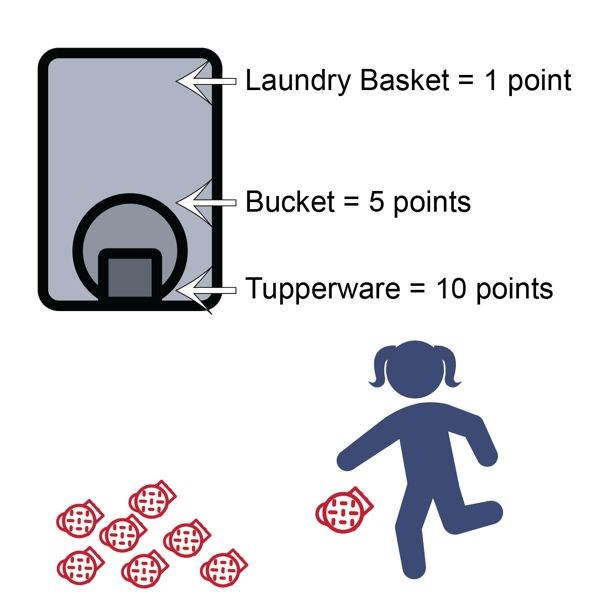 Laundry Basket = 1 point
Bucket = 5 points
Tupperware = 10 points